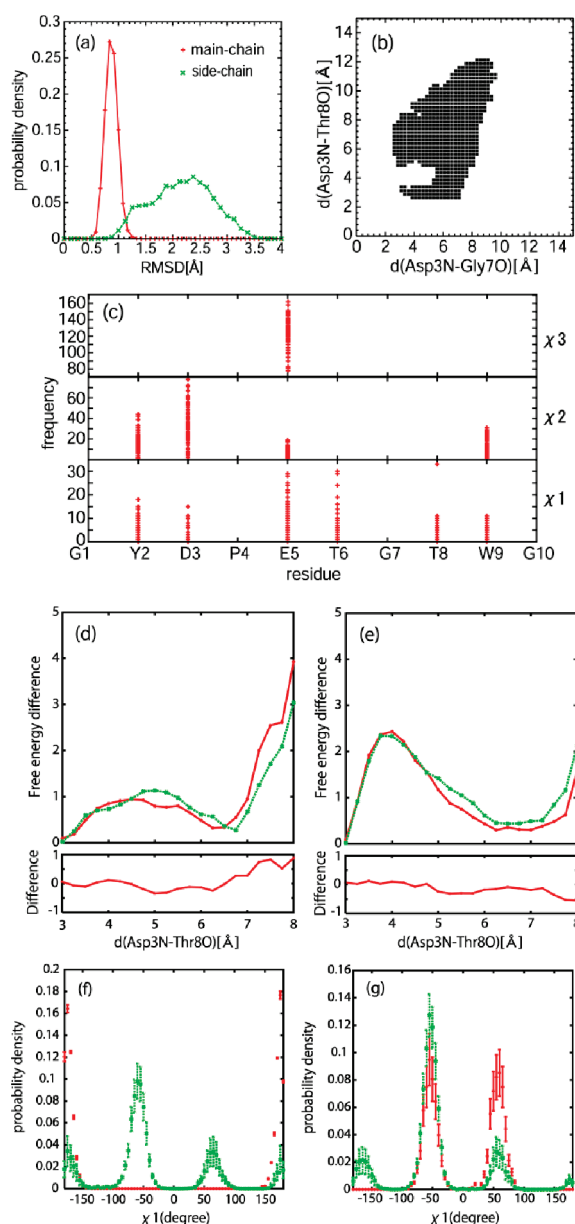 (a)
main-chain
side-chain
probability density
0.3
0.25
0.2
0.15
0.1
0.05
0
0 0.5 1 1.5 2 2.5 3 3.5 4
RMSD[Å]
(b)
d(Asp3N-Thr8O)[Å]
14
12
10
8
6
4
2
0
0 2 4 6 8 10 12 14
d(Asp3N-Gly7O)[Å]
(c)
frequency
160
140
120
100
80
χ3
60
40
20
χ2
30
20
10
0
χ1
G1 Y2 D3 P4 E5 T6 G7 T8 W9 G10
residue
(d)
Free energy difference
5
4
3
2
1
0
Difference
1
0
-1
3 4 5 6 7 8
d(Asp3N-Thr8O)[Å]
(e)
Free energy difference
5
4
3
2
1
0
Difference
1
0
-1
3 4 5 6 7 8
d(Asp3N-Thr8O)[Å]
(f)
probability density
0.2
0.18
0.16
0.14
0.12
0.1
0.08
0.06
0.04
0.02
0
-150 -100 -50 0 50 100 150
χ 1(degree)
(g)
probability density
0.16
0.14
0.12
0.1
0.08
0.06
0.04
0.02
0
-150 -100 -50 0 50 100 150
χ 1(degree)